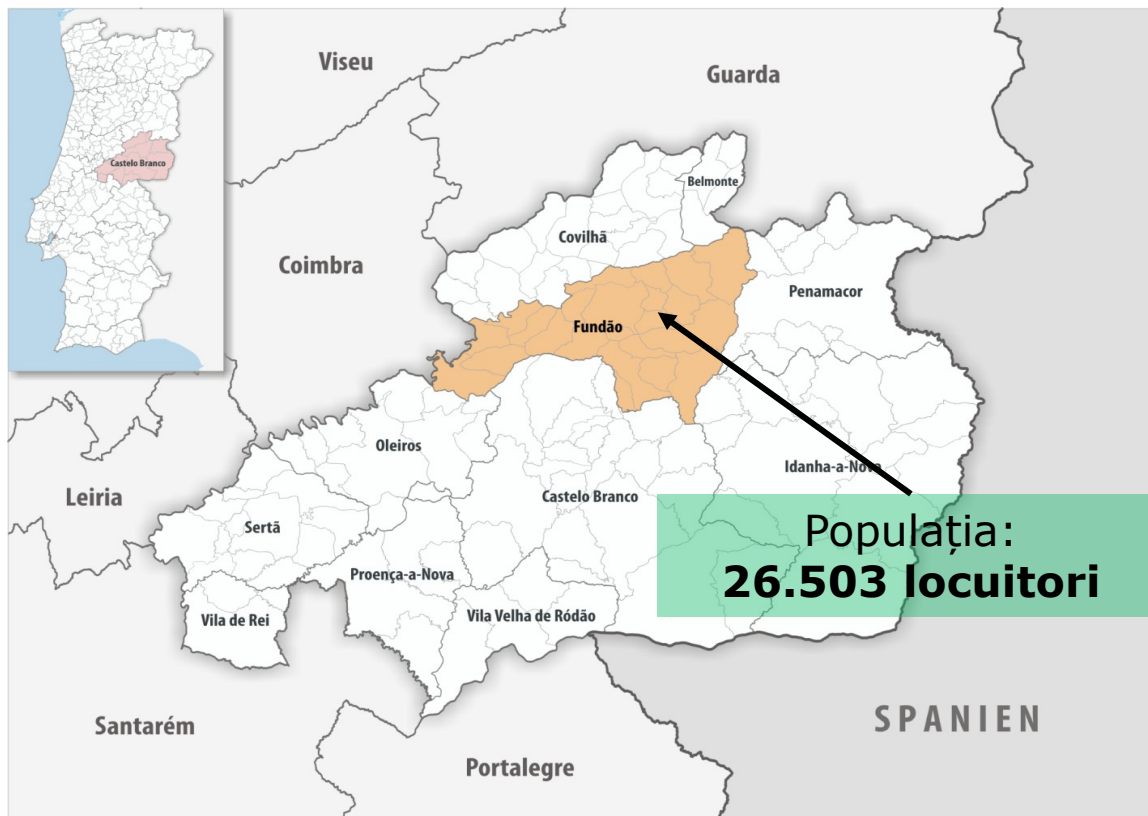 Viseu
Guarda
Castelo Branco
Belmonte
Covilhã
Coimbra
Penamacor
Fundão
Oleiros
Idanha-a-Nova
Leiria
Castelo Branco
Sertã
Populația:
26.503 locuitori
Proença-a-Nova
Vila de Rei
Vila Velha de Ródão
Santarém
SPANIEN
Portalegre